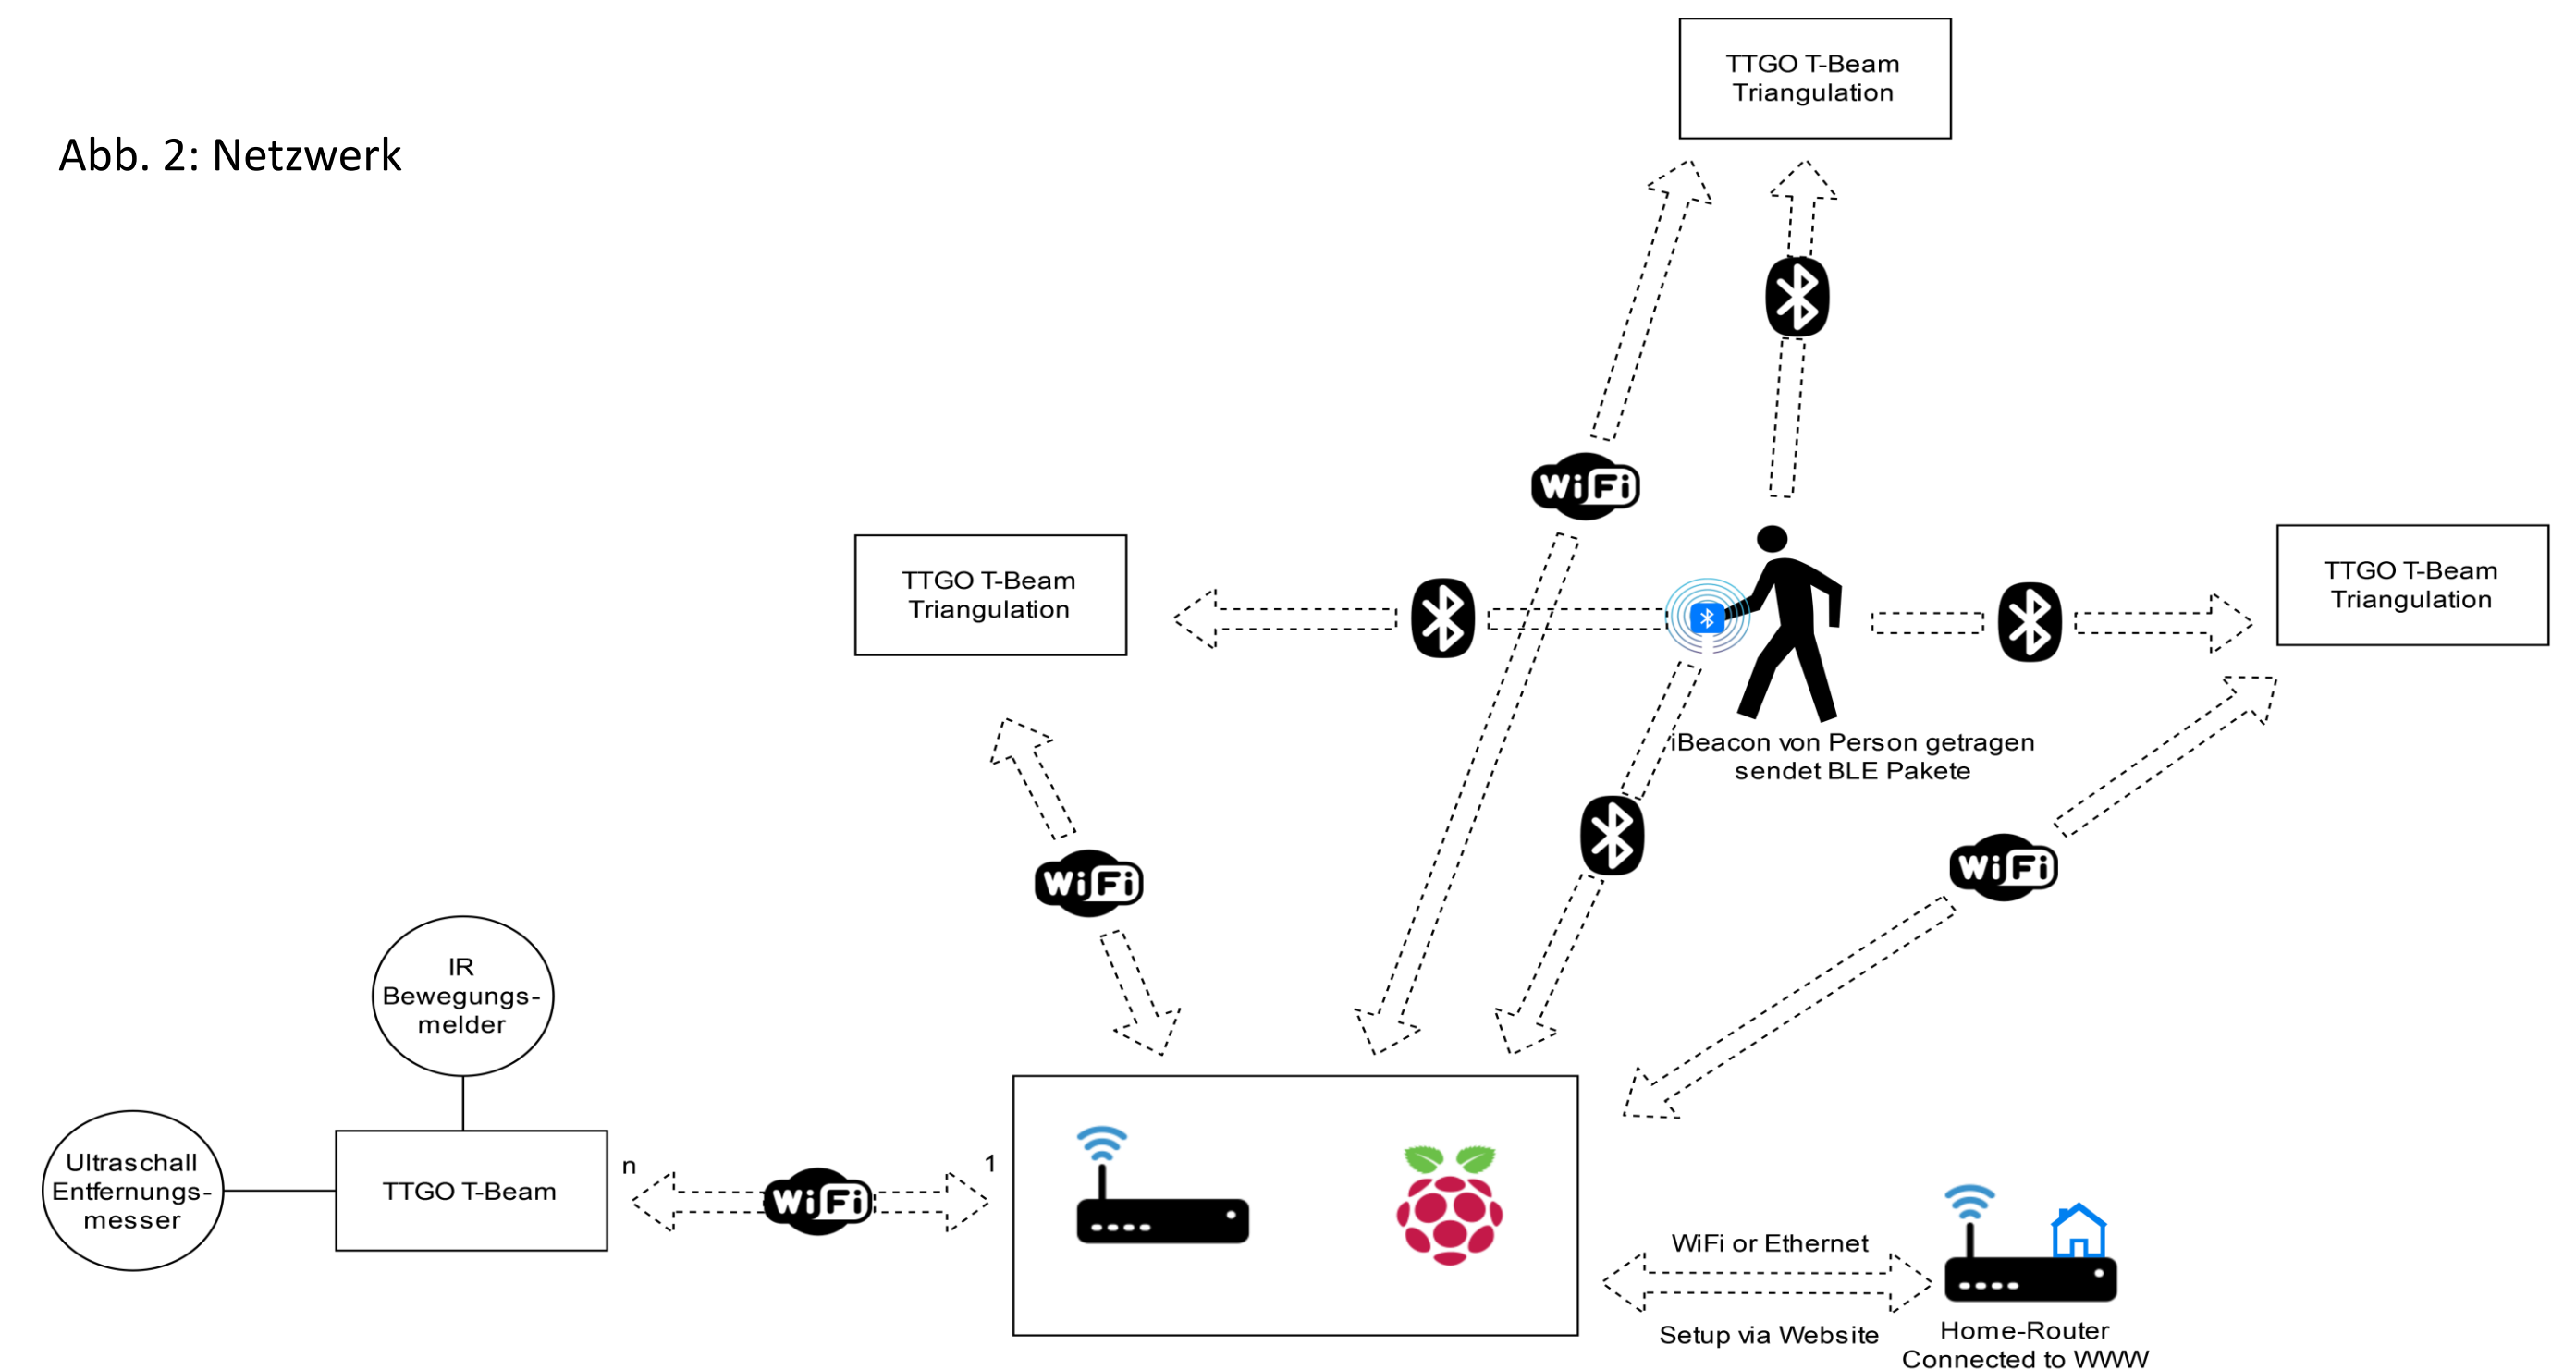 TTGO T-Beam
Triangulation
Abb. 2: Netzwerk
WiFi
TTGO T-Beam
Triangulation
TTGO T-Beam
Triangulation
iBeacon von Person getragen
sendet BLE Pakete
WiFi
WiFi
IR
Bewegungs-
melder
Ultraschall
Entfernungs-
messer
TTGO T-Beam
n
WiFi
1
WiFi or Ethernet
Setup via Website
Home-Router
Connected to WWW